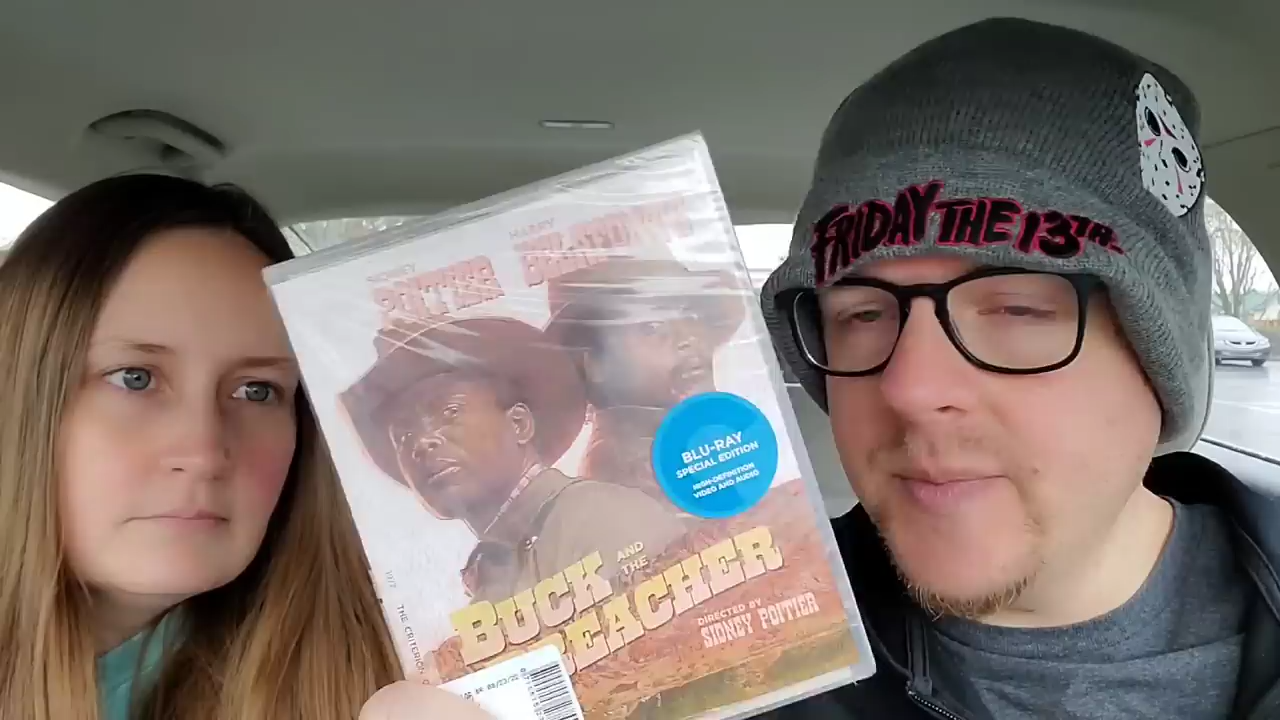 FRIDAY THE 13TH
SIDNEY
POITIER
HARRY
BLU-RAY
SPECIAL EDITION
HIGH-DEFINITION
VIDEO AND AUDIO
BUCK AND THE
PREACHER
DIRECTED BY
SIDNEY POITIER
THE CRITERION